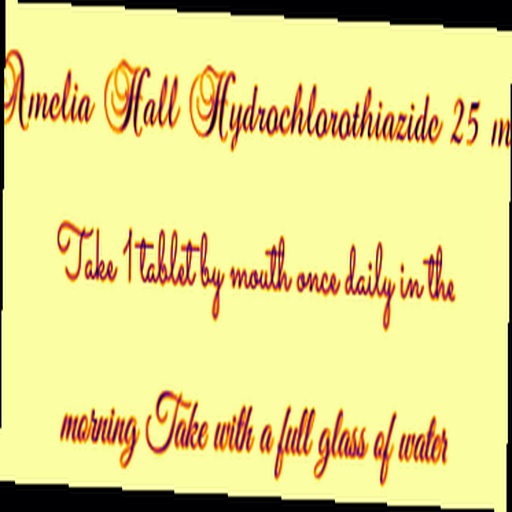 Amelia Hall Hydrochlorothiazide 25 m
Take 1 tablet by mouth once daily in the
morning Take with a full glass of water